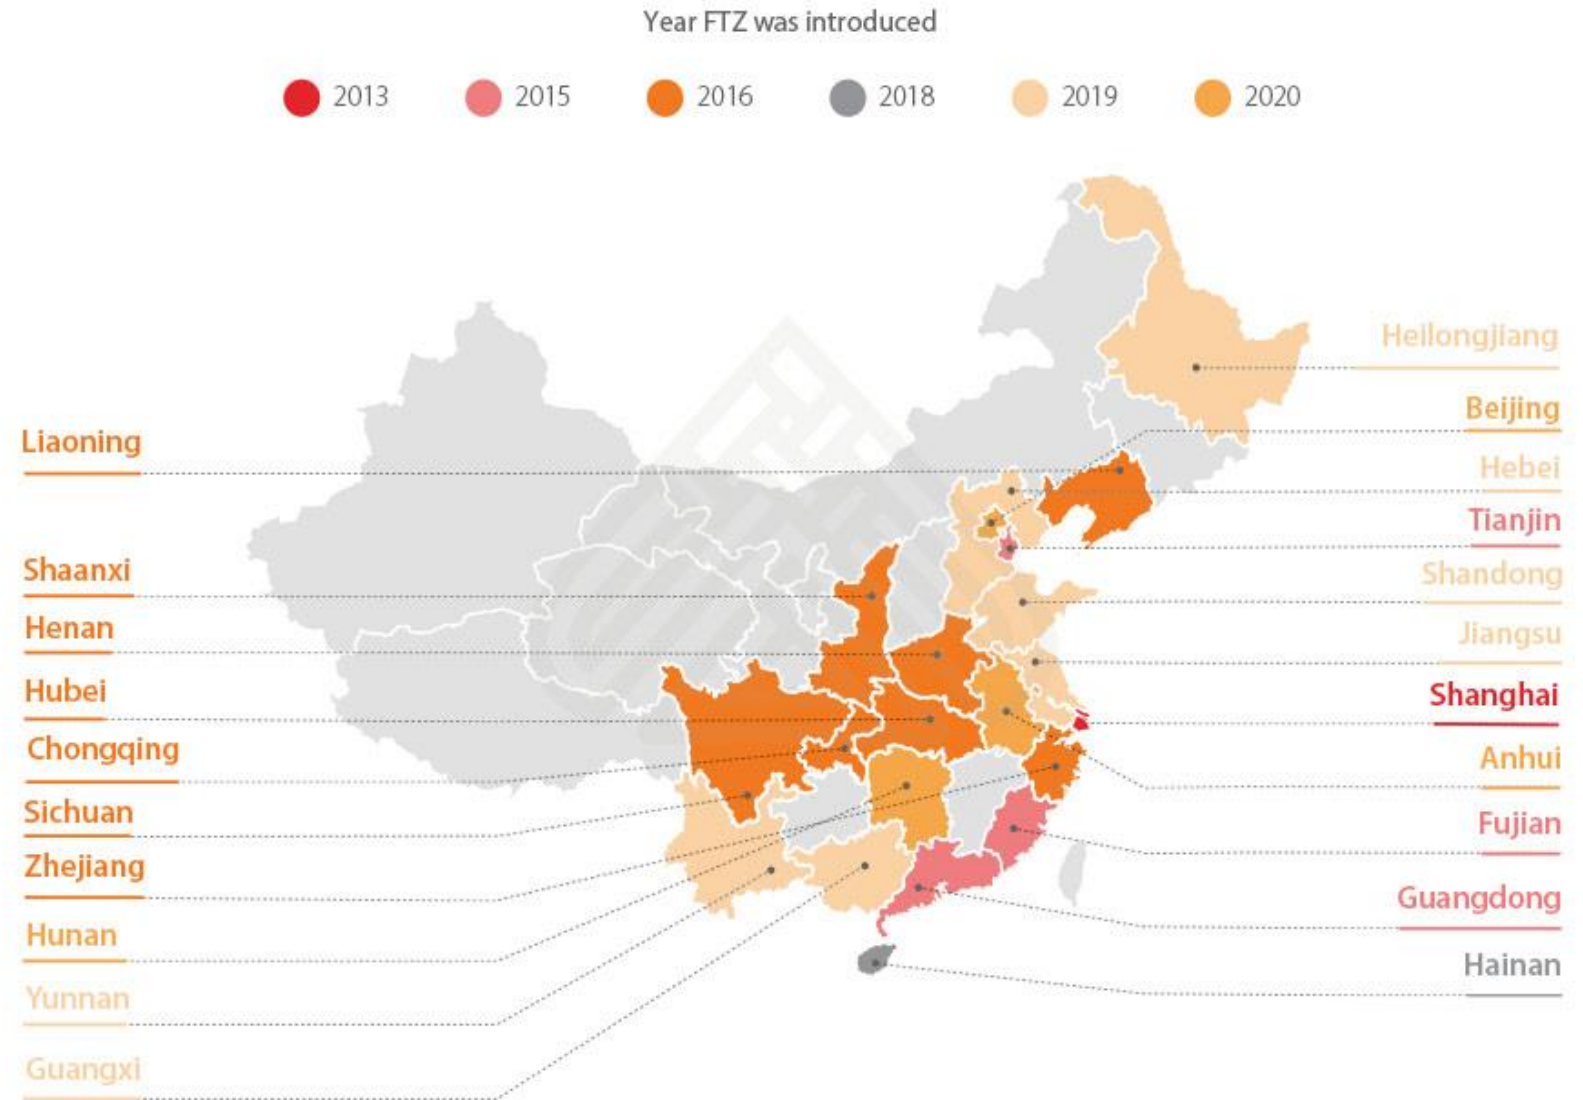 Year FTZ was introduced
2013 2015 2016 2018 2019 2020
Heilongjiang
Beijing
Liaoning
Hebei
Tianjin
Shaanxi
Shandong
Henan
Jiangsu
Hubei
Shanghai
Chongqing
Anhui
Sichuan
Fujian
Zhejiang
Guangdong
Hunan
Hainan
Yunnan
Guangxi